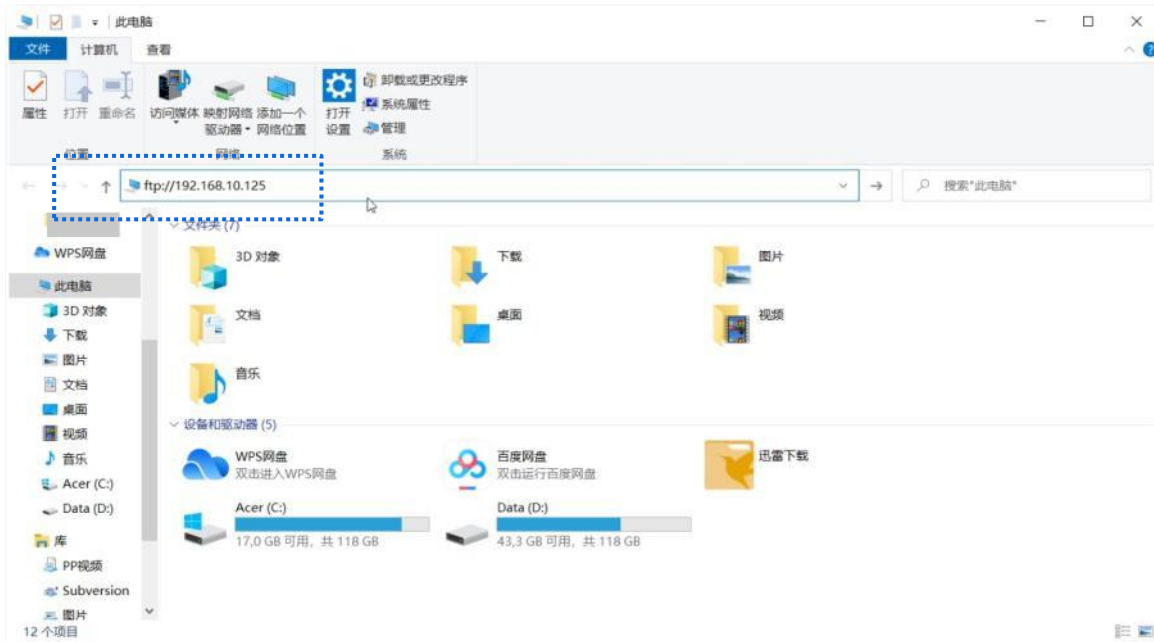 此电脑
文件 计算机 查看
属性 打开 重命名 访问媒体 映射网络驱动器 添加一个网络位置 打开设置 卸载或更改程序
系统属性
管理
位置 网络 系统
ftp://192.168.10.125 搜索"此电脑"
文件夹 (7)
WPS网盘
此电脑
3D 对象
下载
图片
文档
桌面
视频
音乐
Acer (C:)
Data (D:)
库
PP视频
Subversion
图片
3D 对象 下载 图片
文档 桌面 视频
音乐
设备和驱动器 (5)
WPS网盘 百度网盘 迅雷下载
双击进入WPS网盘 双击运行百度网盘
Acer (C:) Data (D:)
17,0 GB 可用, 共 118 GB 43,3 GB 可用, 共 118 GB
12 个项目